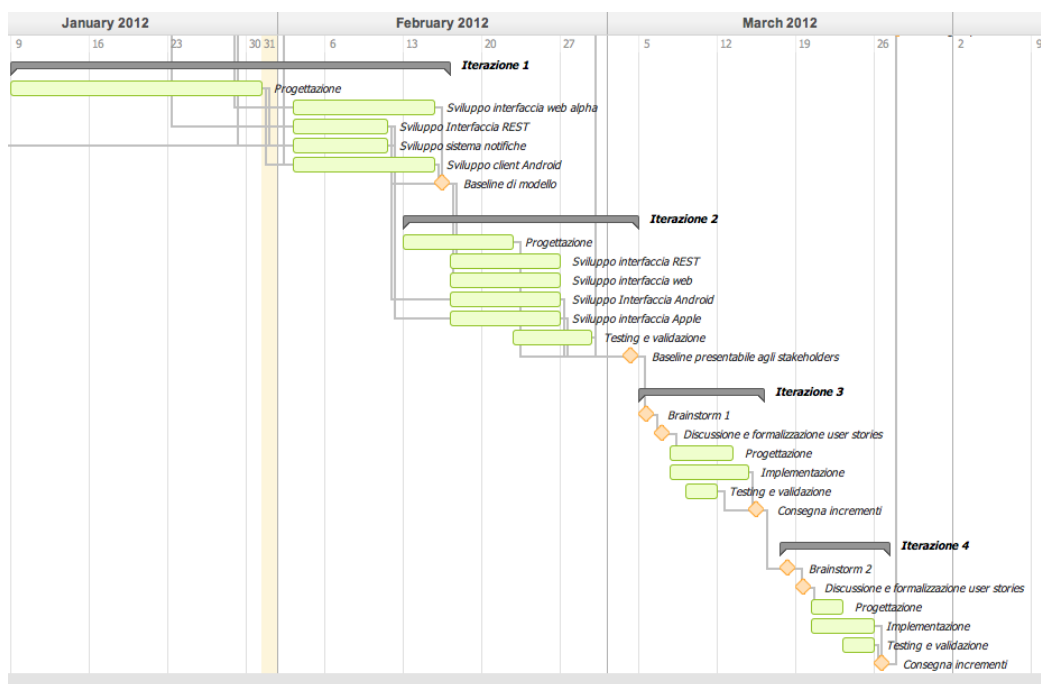 January 2012 February 2012 March 2012
9 16 23 30 31 6 13 20 27 5 12 19 26 2 9
Iterazione 1
Progettazione
Sviluppo interfaccia web alpha
Sviluppo Interfaccia REST
Sviluppo sistema notifiche
Sviluppo client Android
Baseline di modello
Iterazione 2
Progettazione
Sviluppo interfaccia REST
Sviluppo interfaccia web
Sviluppo Interfaccia Android
Sviluppo interfaccia Apple
Testing e validazione
Baseline presentabile agli stakeholders
Iterazione 3
Brainstorm 1
Discussione e formalizzazione user stories
Progettazione
Implementazione
Testing e validazione
Consegna incrementi
Iterazione 4
Brainstorm 2
Discussione e formalizzazione user stories
Progettazione
Implementazione
Testing e validazione
Consegna incrementi